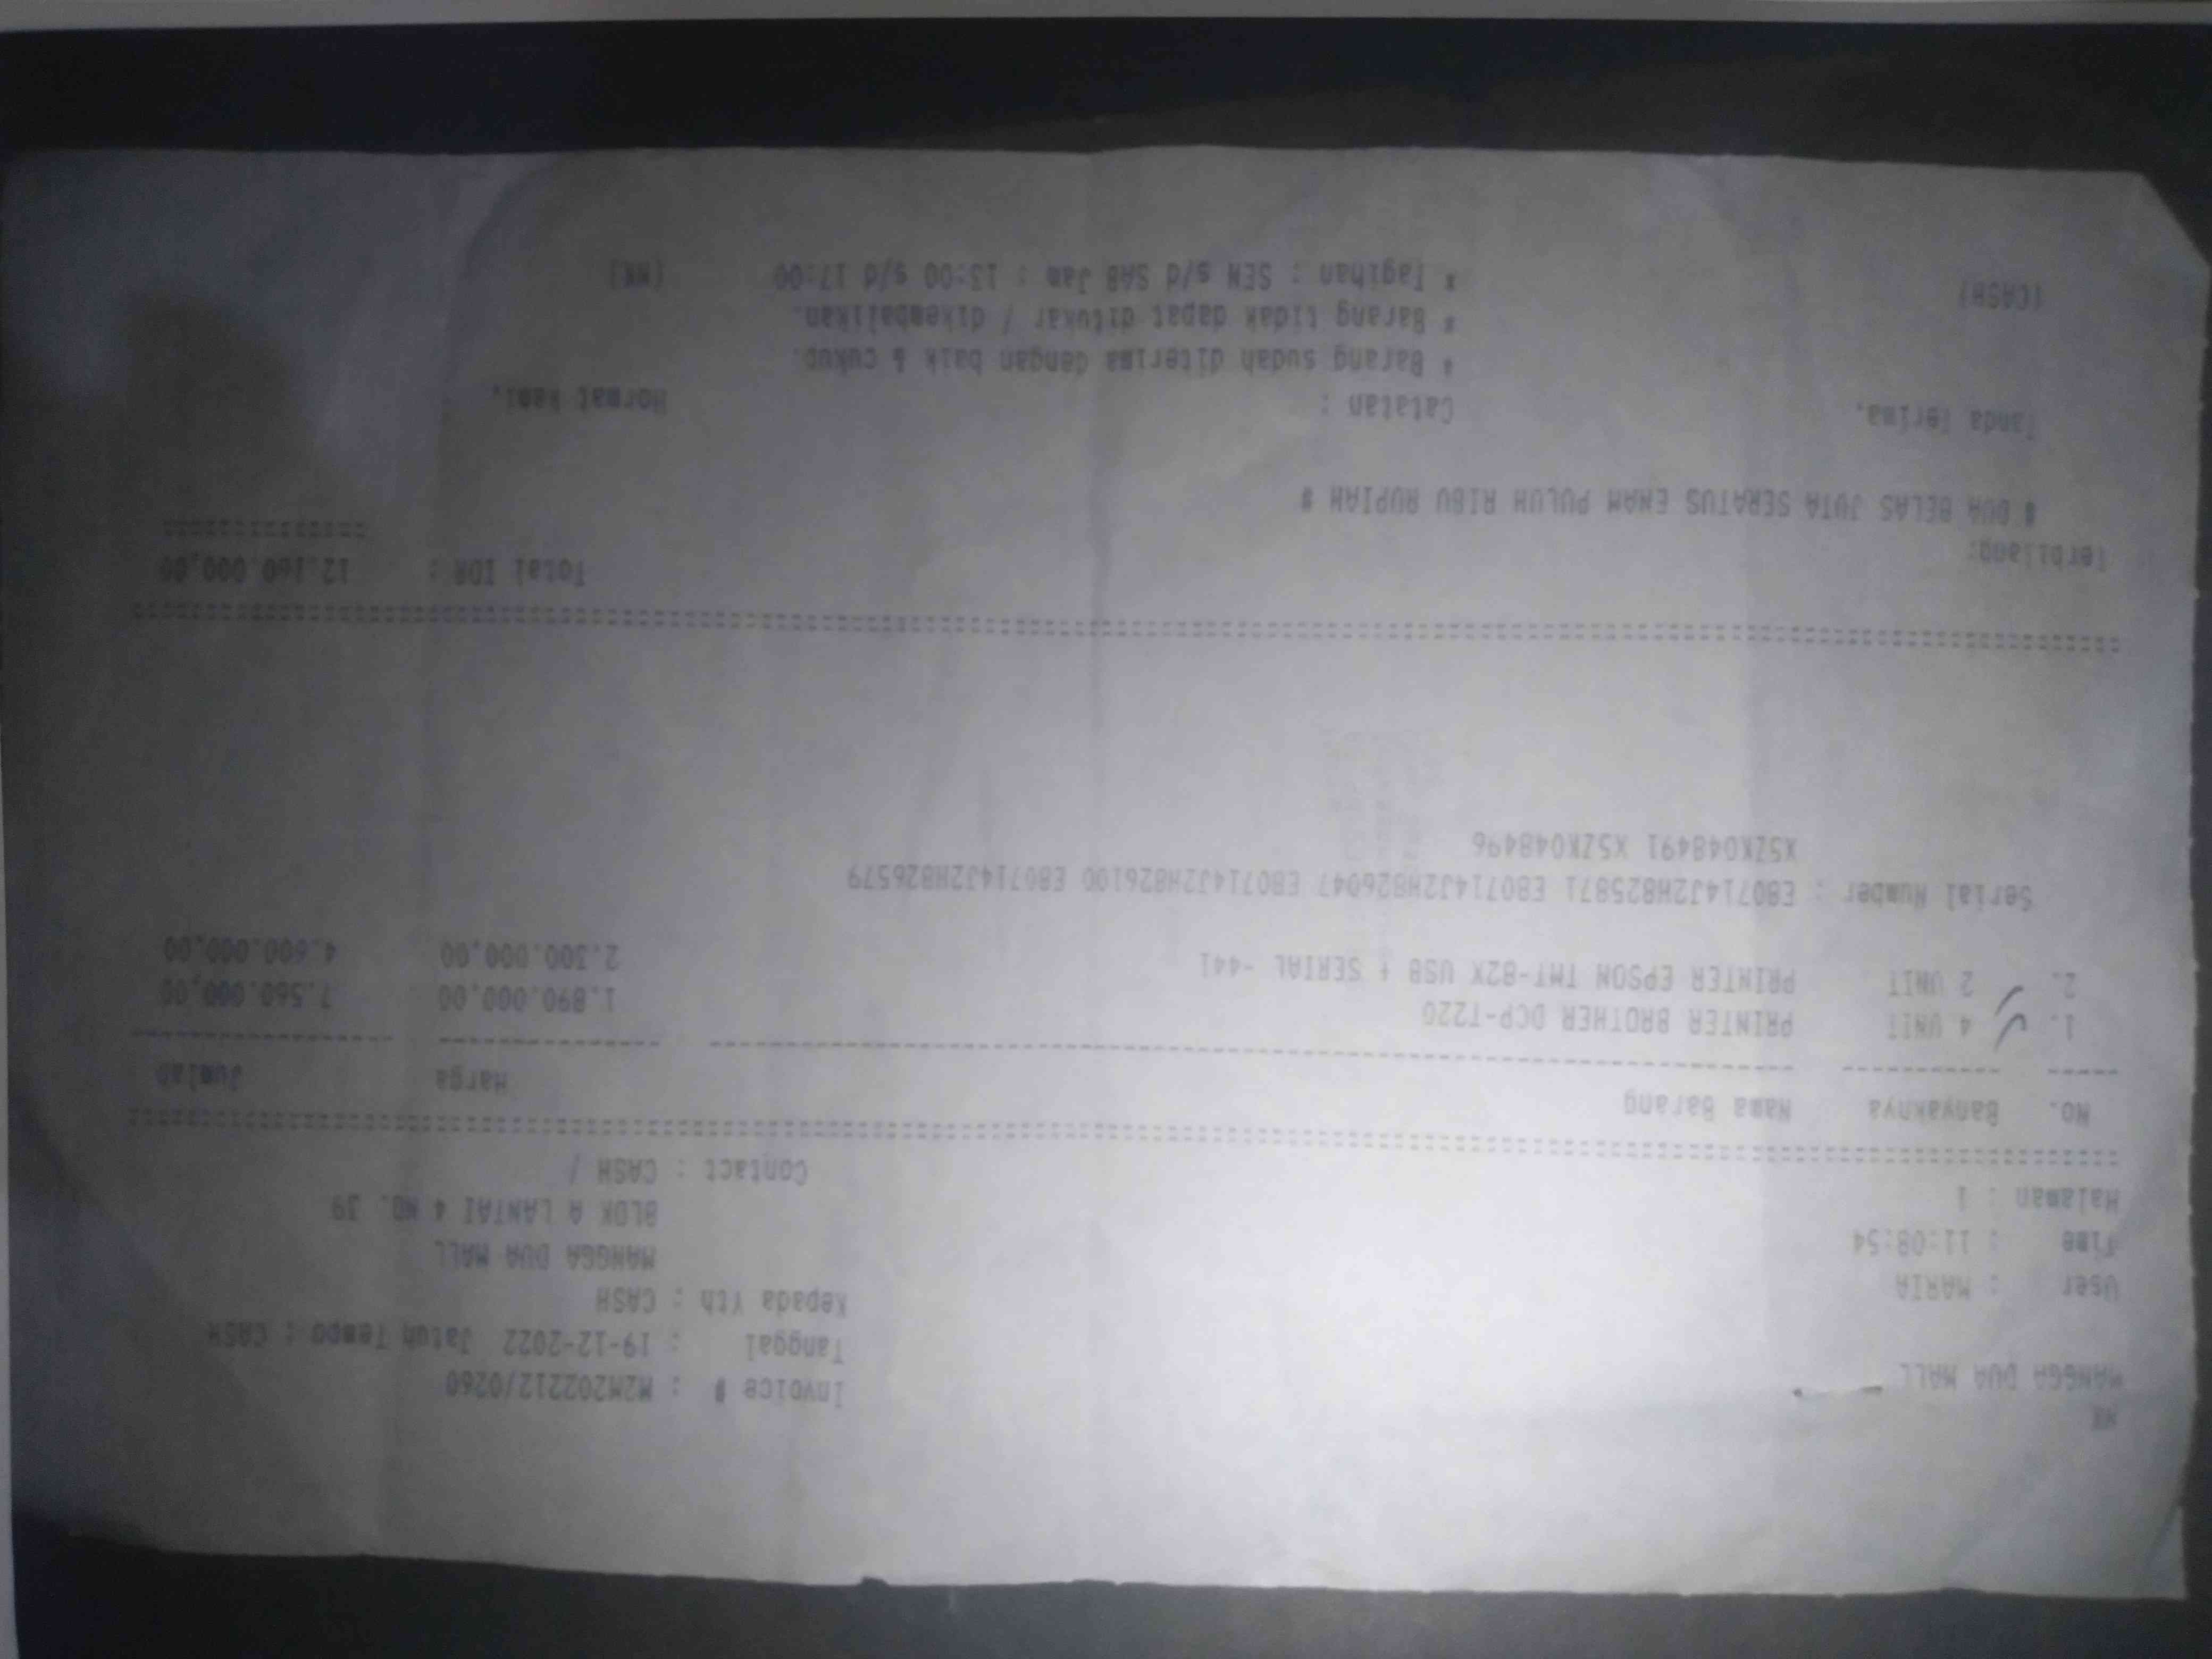 MK
MANGGA DUA MALL
Invoice # : M2M202212/0260
Tanggal : 19-12-2022 Jatuh Tempo : CASH
User : MARIA
Kepada Yth : CASH
Time : 11:08:54
MANGGA DUA MALL
Halaman : 1
BLOK A LANTAI 4 NO. 39
Contact : CASH /
No. Banyaknya Nama Barang Harga Jumlah
1. 4 UNIT PRINTER BROTHER DCP-T220 1.890.000,00 7.560.000,00
2. 2 UNIT PRINTER EPSON TMT-82X USB + SERIAL -441 2.300.000,00 4.600.000,00
Serial Number : E80714J2H825871 E80714J2H826047 E80714J2H826100 E80714J2H826579
X5ZK048491 X5ZK048496
Total IDR : 12.160.000,00
Terbilang:
# DUA BELAS JUTA SERATUS ENAM PULUH RIBU RUPIAH #
Tanda Terima, Catatan : Hormat Kami,
* Barang sudah diterima dengan baik & cukup.
* Barang tidak dapat ditukar / dikembalikan.
(CASH) * Tagihan : SEN s/d SAB Jam : 13:00 s/d 17:00 (MK)